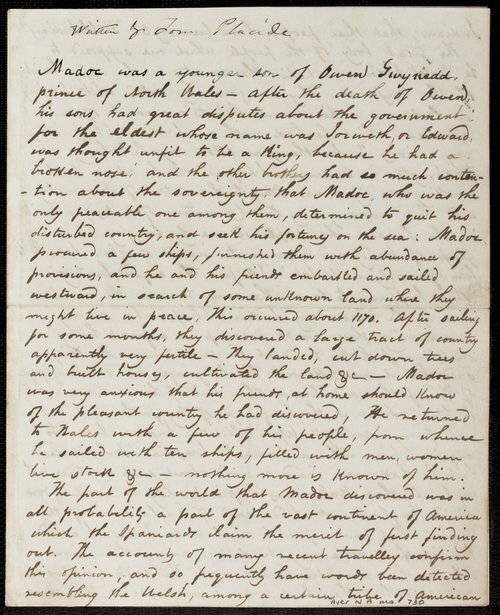 Written by Tom Placide
Madoc was a younger son of Owen Gwynedd,
prince of North Wales – after the death of Owen,
his sons had great disputes about the government:
for the eldest whose name was Jorweth, or Edward
was thought unfit to be a King, because he had a
broken nose; and the other brothers had so much conten-
-tion about the sovereignty, that Madoc, who was the
only peaceable one among them, determined to quit his
disturbed country, and seek his fortune on the sea: Madoc
procured a few ships, furnished them with abundance of
provisions, and he and his friends embarked and sailed
westward, in search of some unknown land where they
might live in peace, this occurred about 1170. After sailing
for some months, they discovered a large tract of country
apparently very fertile – They landed, cut down trees
and built houses, cultivated the land &c – Madoc
was very anxious that his friends, at home should know
of the pleasant country he had discovered, He returned
to Wales with a few of his people, from whence
he sailed with ten ships, filled with men, women
live stock &c – nothing more is known of him.
The part of the world that Madoc discovered was in
all probability a part of the vast continent of America
which the Spaniards claim the merit of first finding
out. The accounts of many recent travellers confirm
this opinion, and so frequently have words been detected
resembling the Welsh, among a certain tribe of American
Ayer N A ms. 730